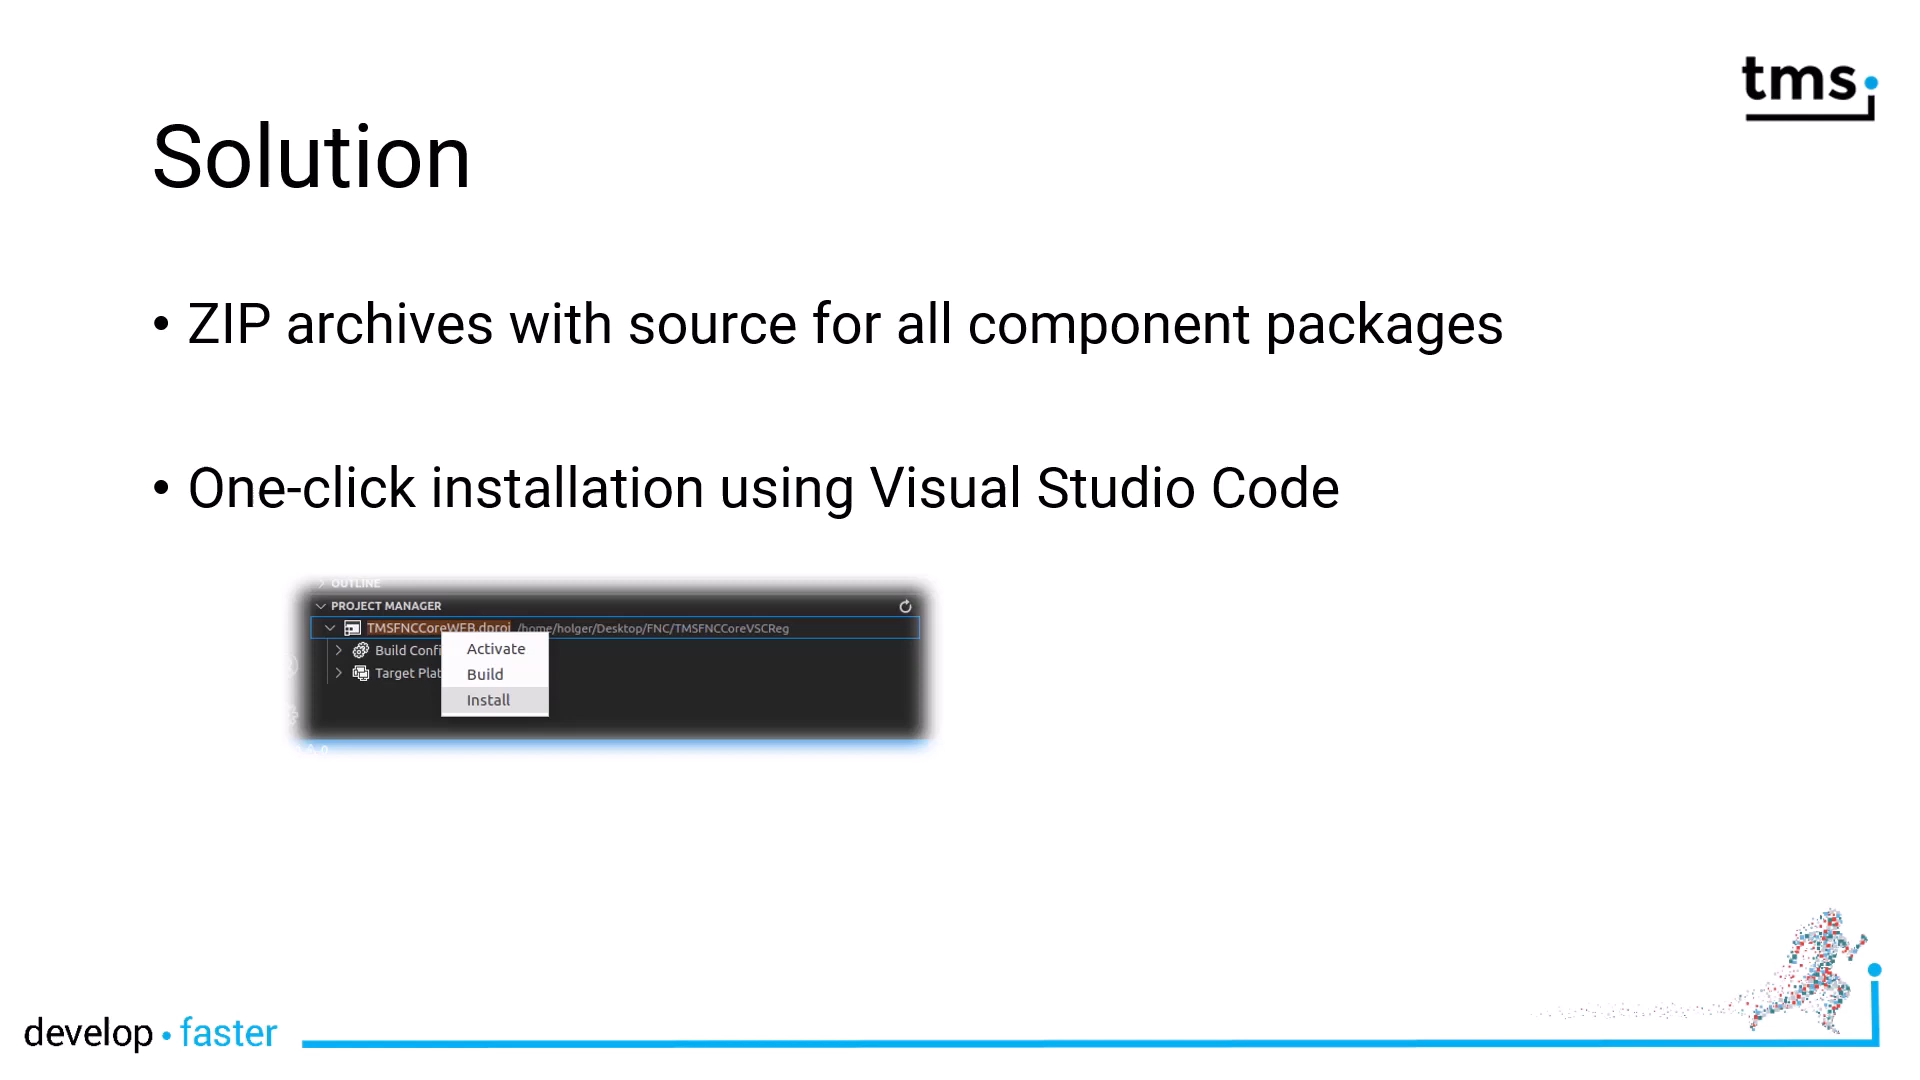 tms
Solution
• ZIP archives with source for all component packages
• One-click installation using Visual Studio Code
OUTLINE
PROJECT MANAGER
TMSFNCCoreWEB.dproj /home/holger/Desktop/FNC/TMSFNCCoreVSCReg
Build Confi
Target Plat
Activate
Build
Install
develop • faster